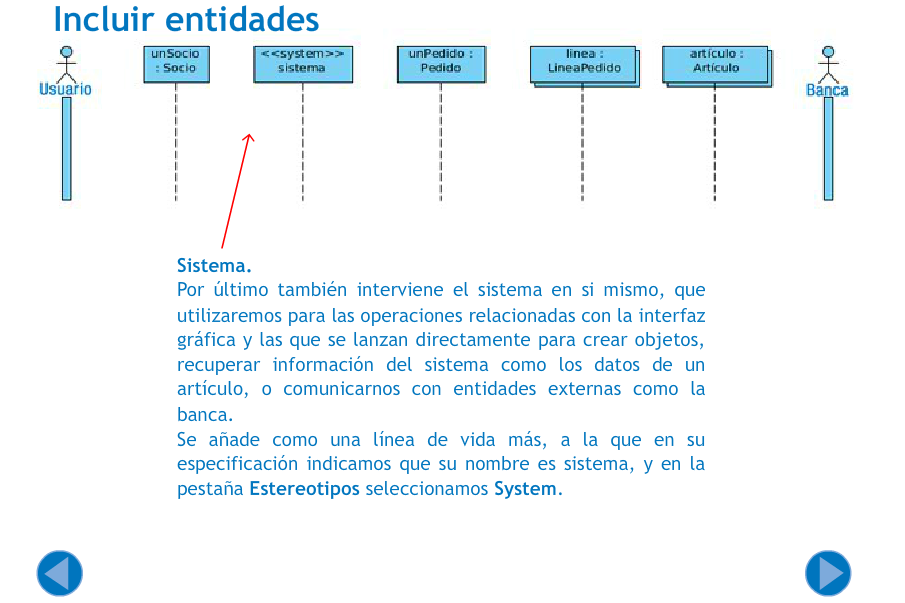 Incluir entidades
unSocio
: Socio
<<system>>
sistema
unPedido :
Pedido
linea :
LineaPedido
artículo :
Artículo
Usuario
Banca
Sistema.
Por último también interviene el sistema en si mismo, que
utilizaremos para las operaciones relacionadas con la interfaz
gráfica y las que se lanzan directamente para crear objetos,
recuperar información del sistema como los datos de un
artículo, o comunicarnos con entidades externas como la
banca.
Se añade como una línea de vida más, a la que en su
especificación indicamos que su nombre es sistema, y en la
pestaña Estereotipos seleccionamos System.